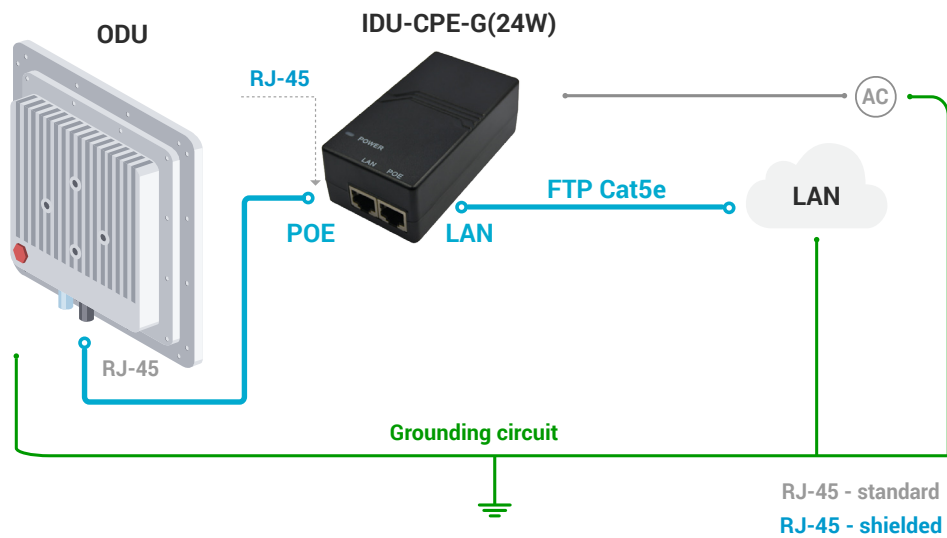 ODU
IDU-CPE-G(24W)
RJ-45
AC
POWER
LAN
POE
FTP Cat5e
LAN
POE
LAN
RJ-45
Grounding circuit
RJ-45 - standard
RJ-45 - shielded